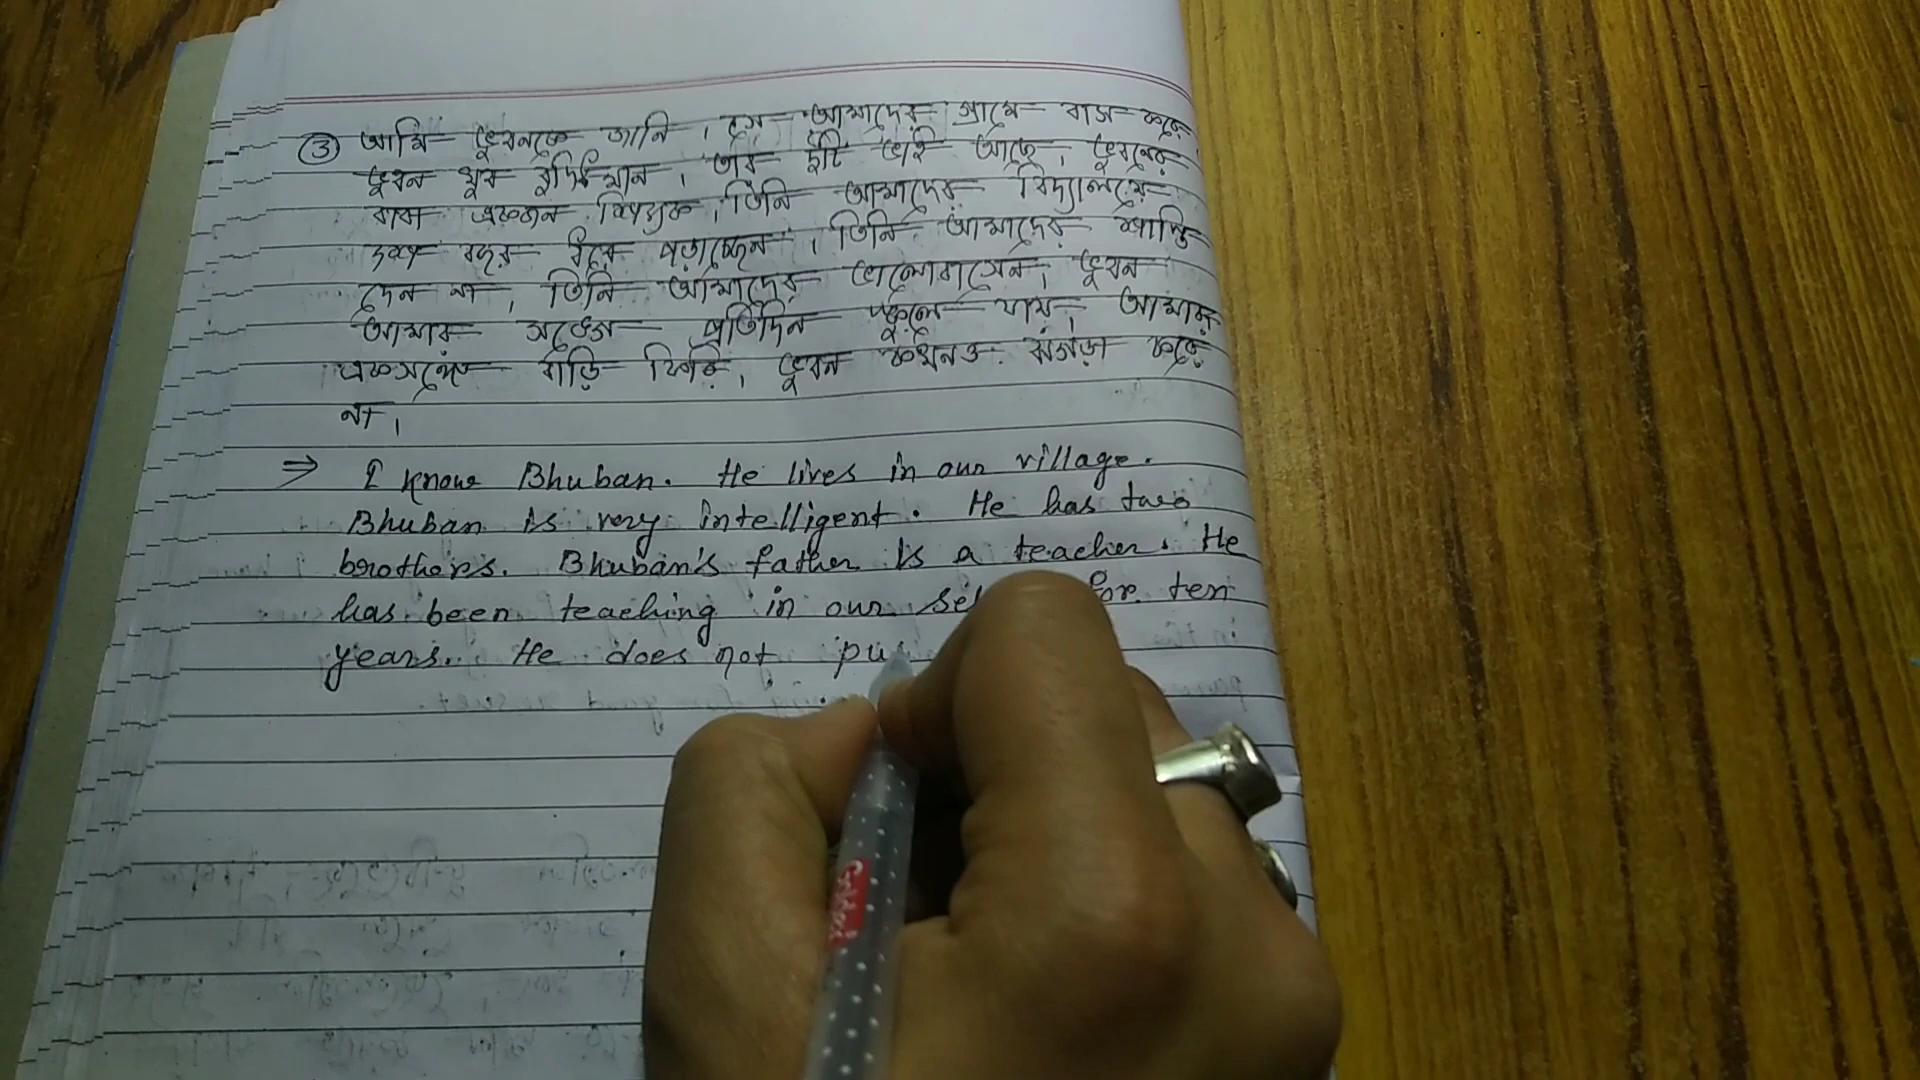 ③ আমি ভুবনকে জানি। সে আমাদের গ্রামে বাস করে
ভুবন খুব বুদ্ধিমান। তার দুটি ভাই আছে। ভুবনের
বাবা একজন শিক্ষক। তিনি আমাদের বিদ্যালয়ে
দশ বছর ধরে পড়াচ্ছেন। তিনি আমাদের শাস্তি
দেন না। তিনি আমাদের ভালোবাসেন। ভুবন
আমার সঙ্গে প্রতিদিন স্কুলে যায়। আমরা
একসঙ্গে বাড়ি ফিরি। ভুবন কখনও ঝগড়া করে
না।
⇒ I know Bhuban. He lives in our village.
Bhuban is very intelligent. He has two
brothers. Bhuban's father is a teacher. He
has been teaching in our for ten
years. He does not